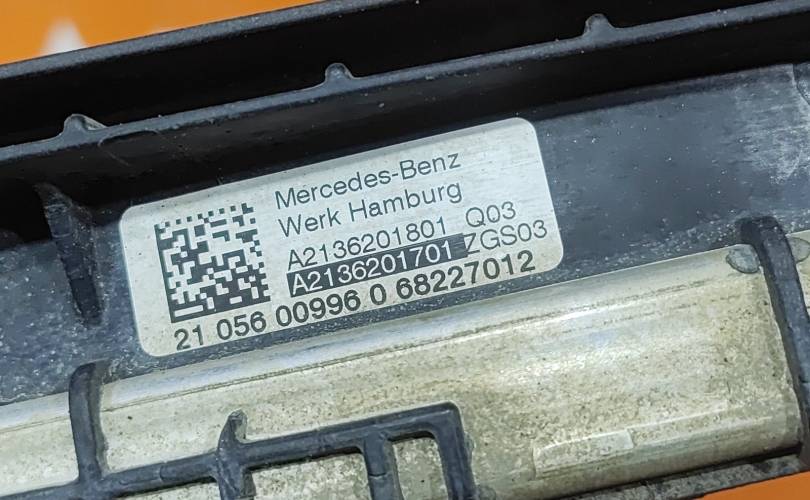 Mercedes-Benz
Werk Hamburg
A2136201801 Q03
A2136201701 ZGS03
21 056 00996 0 68227012